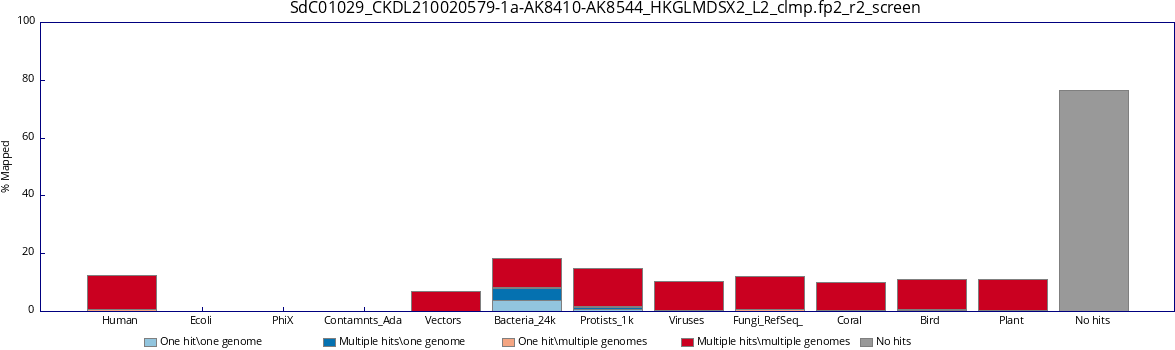 SdC01029_CKDL210020579-1a-AK8410-AK8544_HKGLMDSX2_L2_clmp.fp2_r2_screen
100
80
60
40
20
0
% Mapped
Human Ecoli PhiX Contamnts_Ada Vectors Bacteria_24k Protists_1k Viruses Fungi_RefSeq_ Coral Bird Plant No hits
One hit\one genome Multiple hits\one genome One hit\multiple genomes Multiple hits\multiple genomes No hits